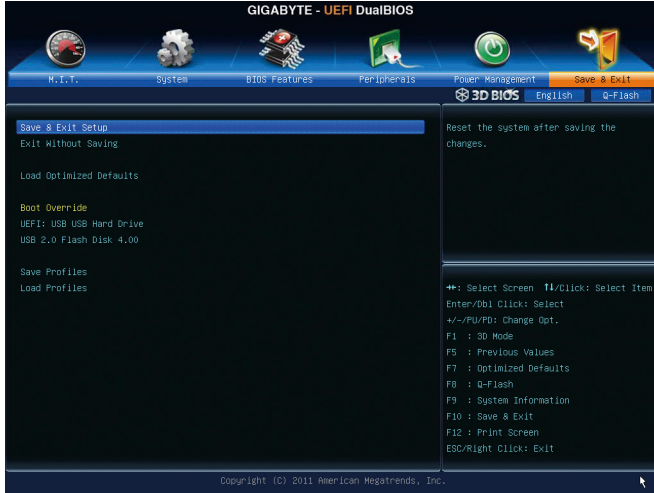 GIGABYTE - UEFI DualBIOS
M.I.T.
System
BIOS Features
Peripherals
Power Management
Save & Exit
3D BIOS
English
Q-Flash
Save & Exit Setup
Exit Without Saving
Load Optimized Defaults
Boot Override
UEFI: USB USB Hard Drive
USB 2.0 Flash Disk 4.00
Save Profiles
Load Profiles
Reset the system after saving the
changes.
→←: Select Screen ↑↓/Click: Select Item
Enter/Dbl Click: Select
+/-/PU/PD: Change Opt.
F1 : 3D Mode
F5 : Previous Values
F7 : Optimized Defaults
F8 : Q-Flash
F9 : System Information
F10 : Save & Exit
F12 : Print Screen
ESC/Right Click: Exit
Copyright (C) 2011 American Megatrends, Inc.